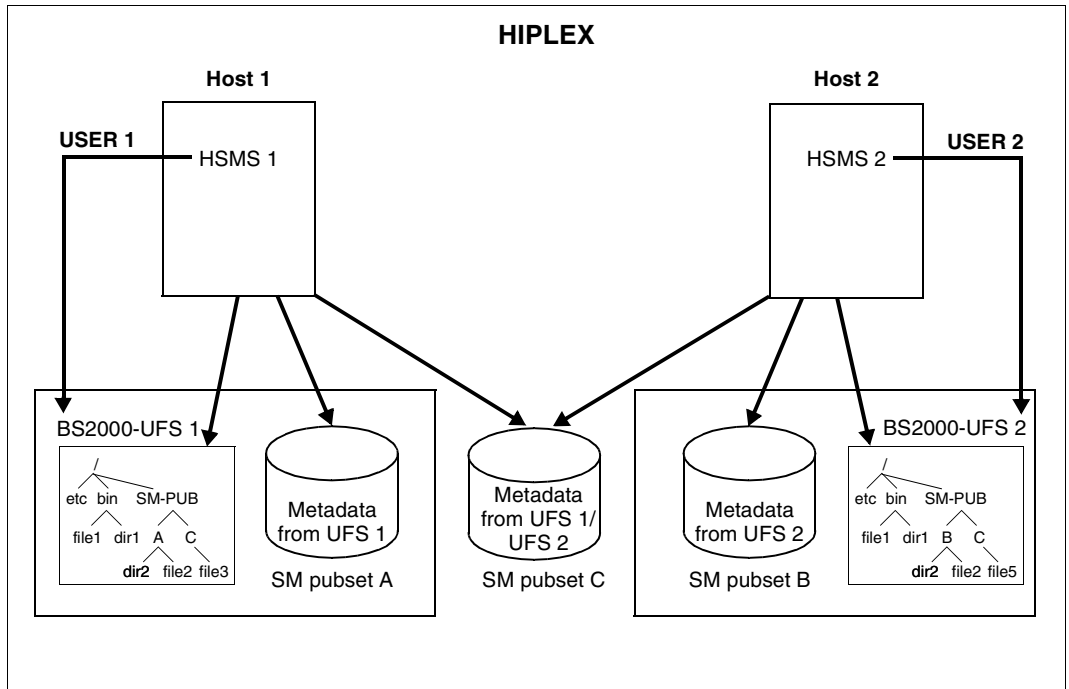 HIPLEX
Host 1
Host 2
USER 1
HSMS 1
HSMS 2
USER 2
BS2000-UFS 1
/
etc bin SM-PUB
file1 dir1 A C
dir2 file2 file3
Metadata
from UFS 1
SM pubset A
Metadata
from UFS 1/
UFS 2
SM pubset C
Metadata
from UFS 2
SM pubset B
BS2000-UFS 2
/
etc bin SM-PUB
file1 dir1 B C
dir2 file2 file5